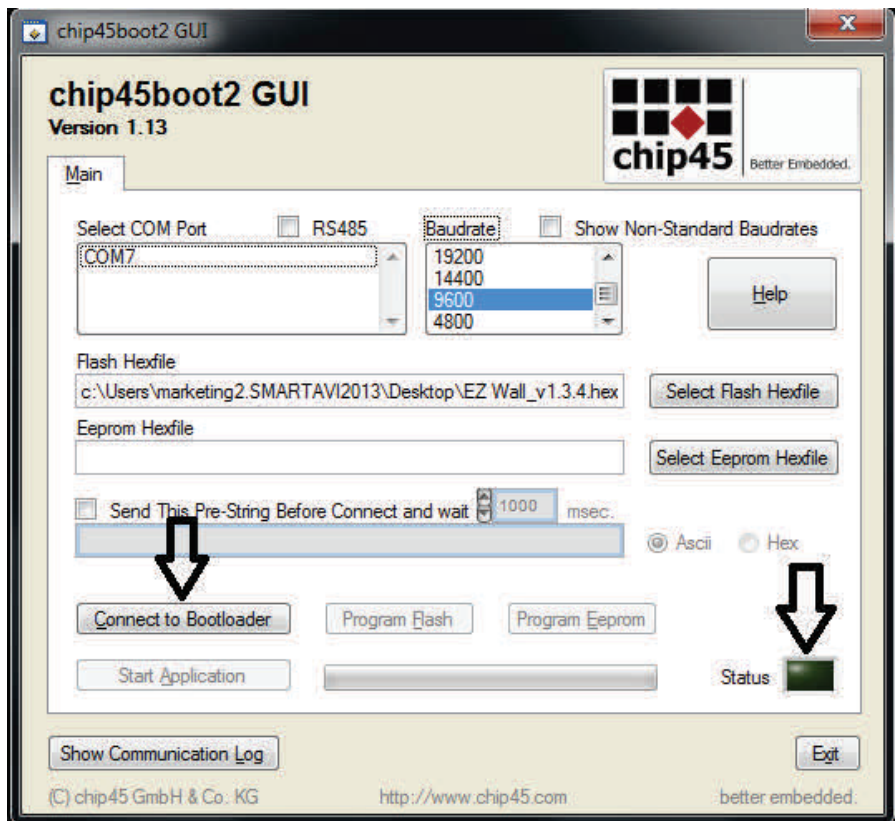 chip45boot2 GUI
chip45boot2 GUI
Version 1.13
chip45
Better Embedded.
Main
Select COM Port
RS485
Baudrate
Show Non-Standard Baudrates
COM7
19200
14400
9600
4800
Help
Flash Hexfile
c:\Users\marketing2.SMARTAVI2013\Desktop\EZ Wall_v1.3.4.hex
Select Flash Hexfile
Eeprom Hexfile
Select Eeprom Hexfile
Send This Pre-String Before Connect and wait
1000
msec.
Ascii
Hex
Connect to Bootloader
Program Flash
Program Eeprom
Start Application
Status
Show Communication Log
Exit
(C) chip45 GmbH & Co. KG
http://www.chip45.com
better embedded.